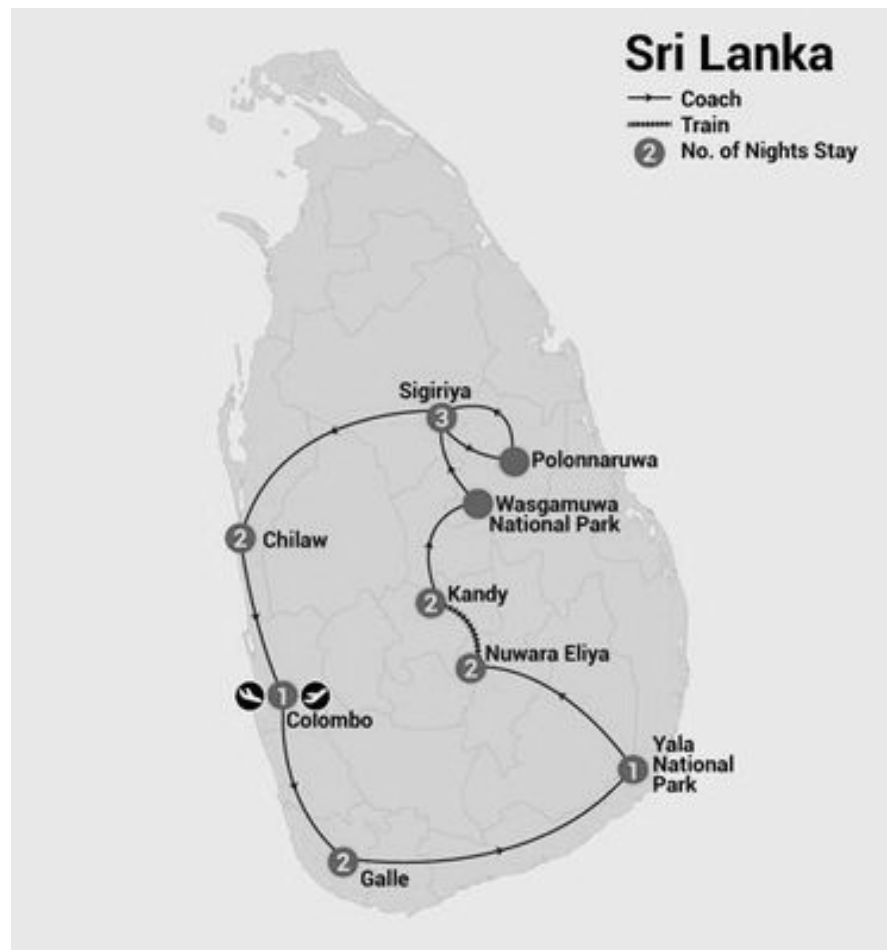 Sri Lanka
Coach
Train
2 No. of Nights Stay
Sigiriya
3
Polonnaruwa
Wasgamuwa
National Park
2 Chilaw
2 Kandy
Nuwara Eliya
2
1
Colombo
Yala
1 National
Park
2
Galle